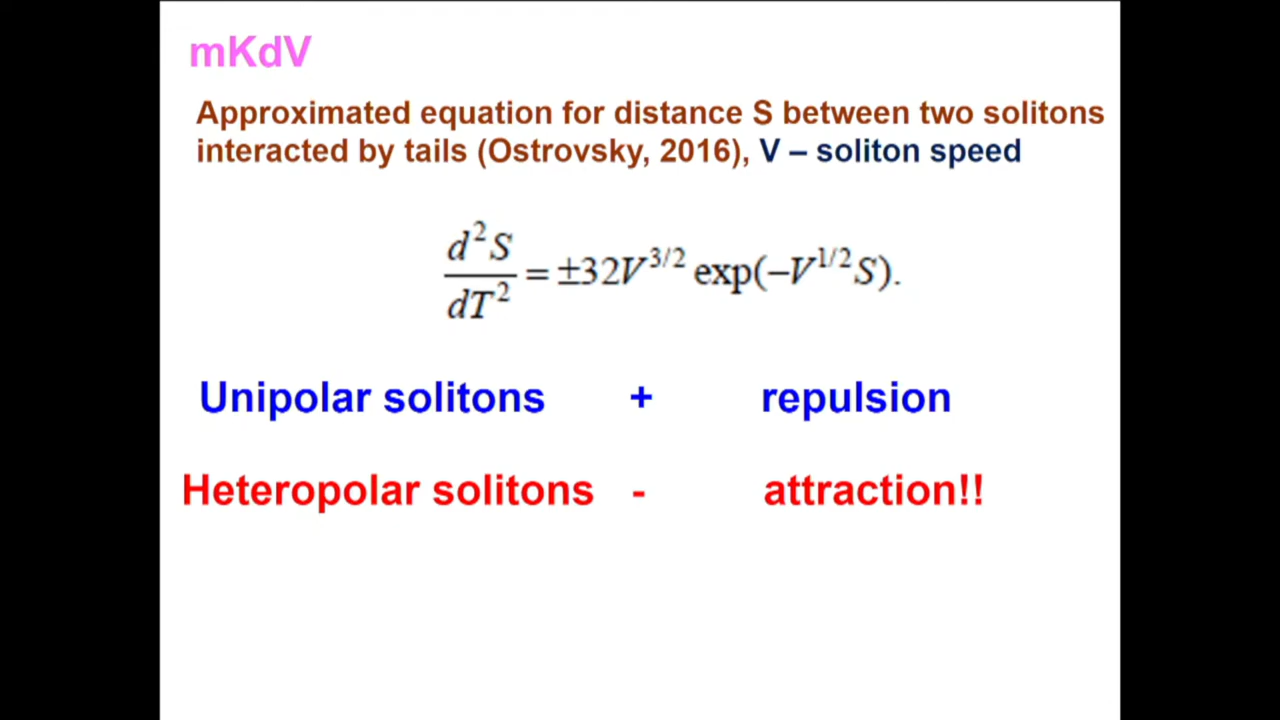 mKdV
Approximated equation for distance S between two solitons
interacted by tails (Ostrovsky, 2016), V – soliton speed
d²S/dT² = ±32V^{3/2} exp(−V^{1/2}S).
Unipolar solitons + repulsion
Heteropolar solitons - attraction!!